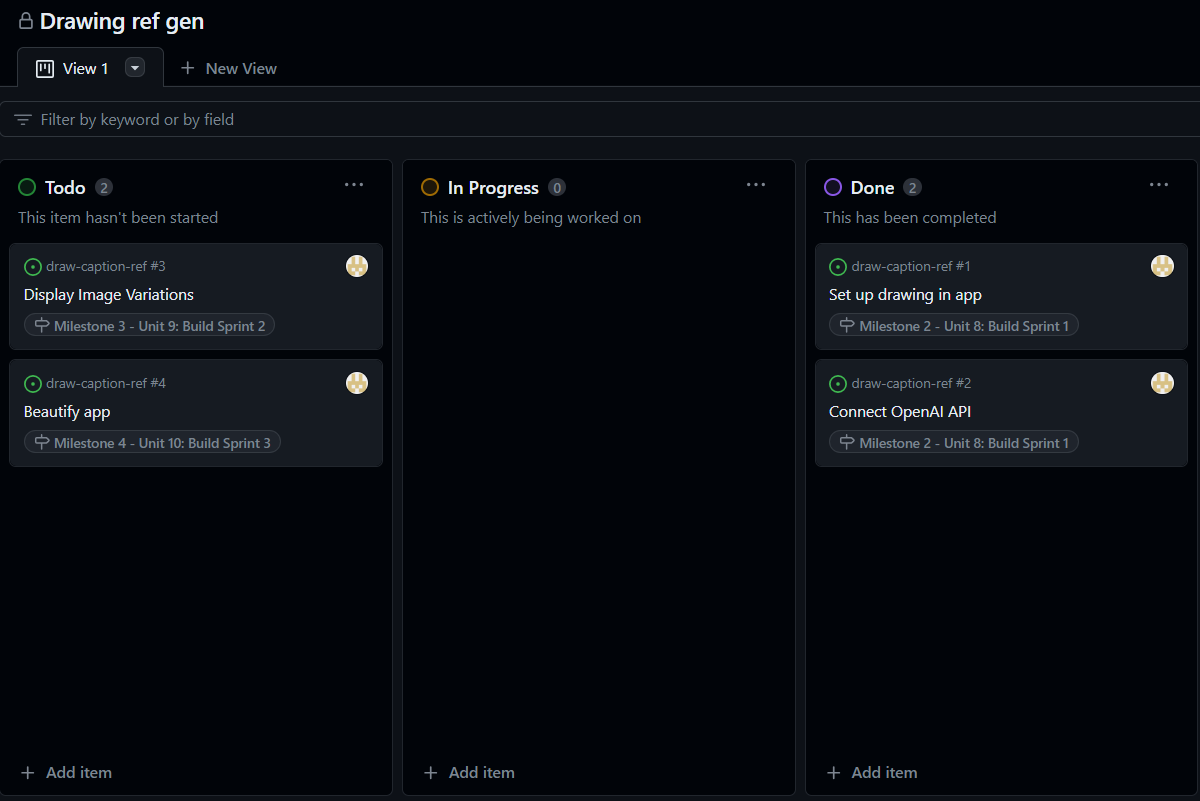 Drawing ref gen
View 1
New View
Filter by keyword or by field
Todo 2
This item hasn't been started
draw-caption-ref #3
Display Image Variations
Milestone 3 - Unit 9: Build Sprint 2
draw-caption-ref #4
Beautify app
Milestone 4 - Unit 10: Build Sprint 3
Add item
In Progress 0
This is actively being worked on
Add item
Done 2
This has been completed
draw-caption-ref #1
Set up drawing in app
Milestone 2 - Unit 8: Build Sprint 1
draw-caption-ref #2
Connect OpenAI API
Milestone 2 - Unit 8: Build Sprint 1
Add item